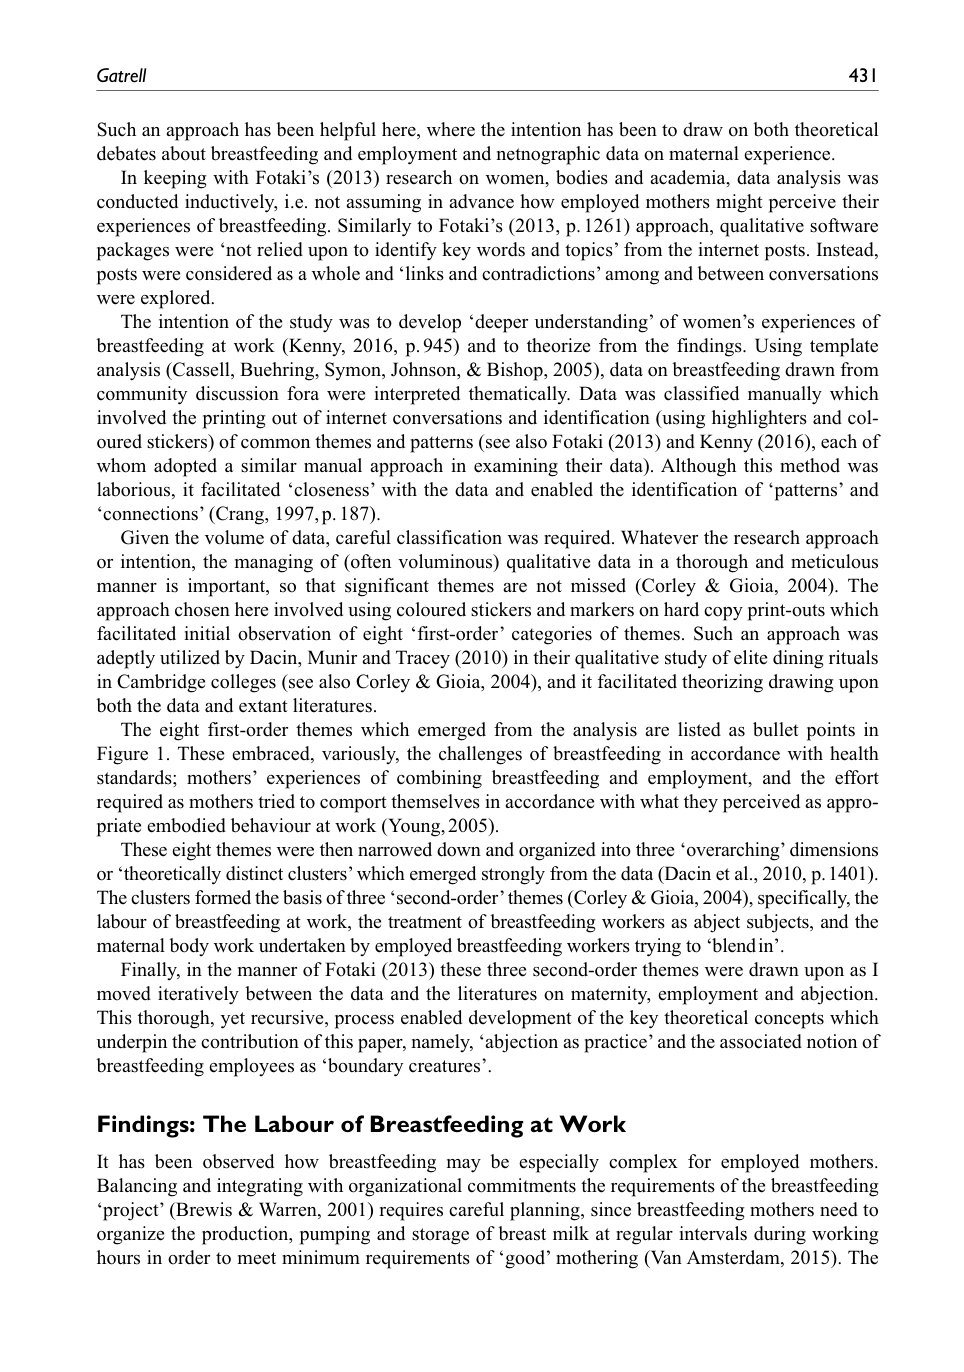 Gatrell 431
Such an approach has been helpful here, where the intention has been to draw on both theoretical
debates about breastfeeding and employment and netnographic data on maternal experience.
In keeping with Fotaki’s (2013) research on women, bodies and academia, data analysis was
conducted inductively, i.e. not assuming in advance how employed mothers might perceive their
experiences of breastfeeding. Similarly to Fotaki’s (2013, p. 1261) approach, qualitative software
packages were ‘not relied upon to identify key words and topics’ from the internet posts. Instead,
posts were considered as a whole and ‘links and contradictions’ among and between conversations
were explored.
The intention of the study was to develop ‘deeper understanding’ of women’s experiences of
breastfeeding at work (Kenny, 2016, p. 945) and to theorize from the findings. Using template
analysis (Cassell, Buehring, Symon, Johnson, & Bishop, 2005), data on breastfeeding drawn from
community discussion fora were interpreted thematically. Data was classified manually which
involved the printing out of internet conversations and identification (using highlighters and col-
oured stickers) of common themes and patterns (see also Fotaki (2013) and Kenny (2016), each of
whom adopted a similar manual approach in examining their data). Although this method was
laborious, it facilitated ‘closeness’ with the data and enabled the identification of ‘patterns’ and
‘connections’ (Crang, 1997, p. 187).
Given the volume of data, careful classification was required. Whatever the research approach
or intention, the managing of (often voluminous) qualitative data in a thorough and meticulous
manner is important, so that significant themes are not missed (Corley & Gioia, 2004). The
approach chosen here involved using coloured stickers and markers on hard copy print-outs which
facilitated initial observation of eight ‘first-order’ categories of themes. Such an approach was
adeptly utilized by Dacin, Munir and Tracey (2010) in their qualitative study of elite dining rituals
in Cambridge colleges (see also Corley & Gioia, 2004), and it facilitated theorizing drawing upon
both the data and extant literatures.
The eight first-order themes which emerged from the analysis are listed as bullet points in
Figure 1. These embraced, variously, the challenges of breastfeeding in accordance with health
standards; mothers’ experiences of combining breastfeeding and employment, and the effort
required as mothers tried to comport themselves in accordance with what they perceived as appro-
priate embodied behaviour at work (Young, 2005).
These eight themes were then narrowed down and organized into three ‘overarching’ dimensions
or ‘theoretically distinct clusters’ which emerged strongly from the data (Dacin et al., 2010, p. 1401).
The clusters formed the basis of three ‘second-order’ themes (Corley & Gioia, 2004), specifically, the
labour of breastfeeding at work, the treatment of breastfeeding workers as abject subjects, and the
maternal body work undertaken by employed breastfeeding workers trying to ‘blend in’.
Finally, in the manner of Fotaki (2013) these three second-order themes were drawn upon as I
moved iteratively between the data and the literatures on maternity, employment and abjection.
This thorough, yet recursive, process enabled development of the key theoretical concepts which
underpin the contribution of this paper, namely, ‘abjection as practice’ and the associated notion of
breastfeeding employees as ‘boundary creatures’.
Findings: The Labour of Breastfeeding at Work
It has been observed how breastfeeding may be especially complex for employed mothers.
Balancing and integrating with organizational commitments the requirements of the breastfeeding
‘project’ (Brewis & Warren, 2001) requires careful planning, since breastfeeding mothers need to
organize the production, pumping and storage of breast milk at regular intervals during working
hours in order to meet minimum requirements of ‘good’ mothering (Van Amsterdam, 2015). The